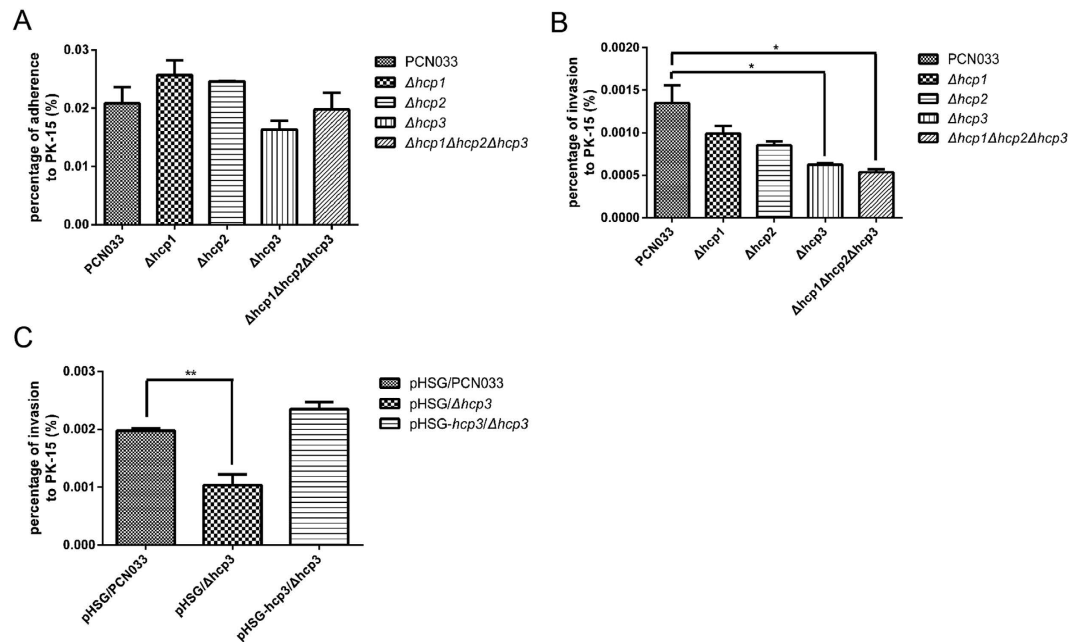 A
percentage of adherence
to PK-15 (%)
0.03
0.02
0.01
0.00
PCN033
Δhcp1
Δhcp2
Δhcp3
Δhcp1Δhcp2Δhcp3
PCN033
Δhcp1
Δhcp2
Δhcp3
Δhcp1Δhcp2Δhcp3
B
percentage of invasion
to PK-15 (%)
0.0020
0.0015
0.0010
0.0005
0.0000
*
*
PCN033
Δhcp1
Δhcp2
Δhcp3
Δhcp1Δhcp2Δhcp3
PCN033
Δhcp1
Δhcp2
Δhcp3
Δhcp1Δhcp2Δhcp3
C
percentage of invasion
to PK-15 (%)
0.003
0.002
0.001
0.000
**
pHSG/PCN033
pHSG/Δhcp3
pHSG-hcp3/Δhcp3
pHSG/PCN033
pHSG/Δhcp3
pHSG-hcp3/Δhcp3